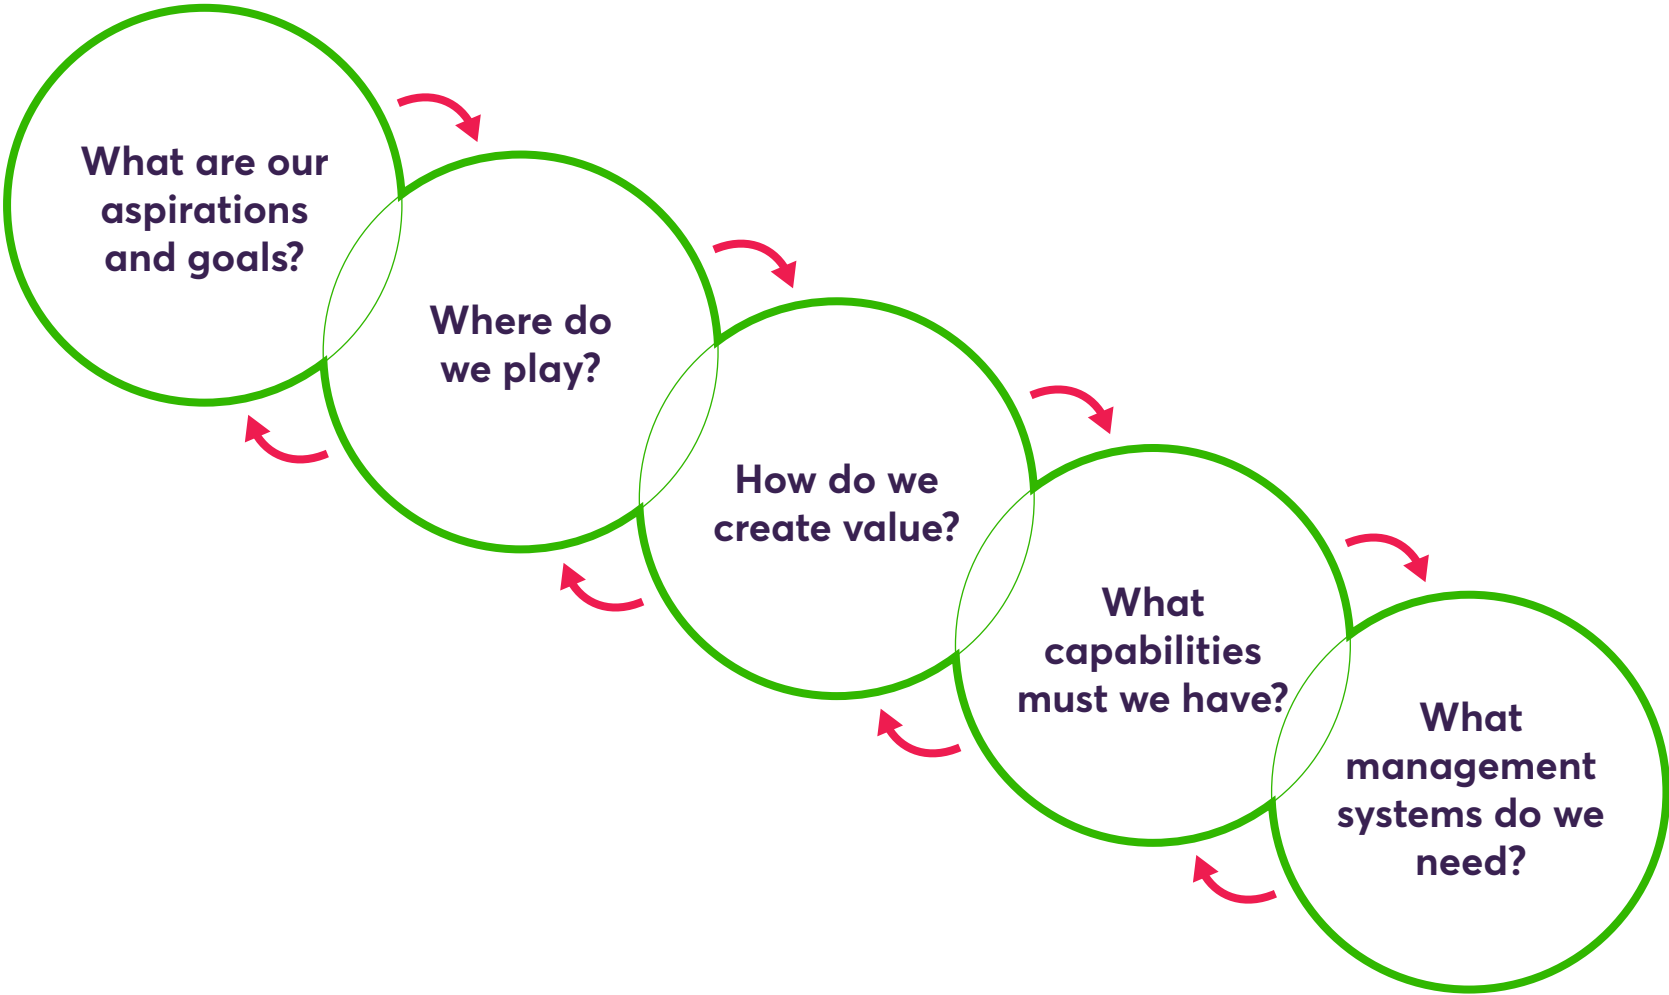 What are our
aspirations
and goals?
Where do
we play?
How do we
create value?
What
capabilities
must we have?
What
management
systems do we
need?